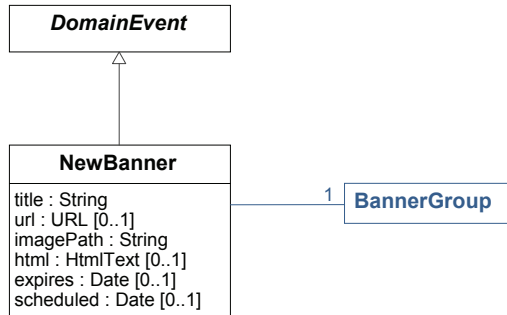 DomainEvent
NewBanner
title : String
url : URL [0..1]
imagePath : String
html : HtmlText [0..1]
expires : Date [0..1]
scheduled : Date [0..1]
1
BannerGroup